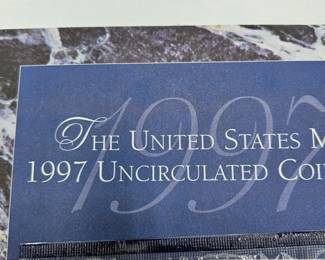 1997
THE UNITED STATES M
1997 UNCIRCULATED COI